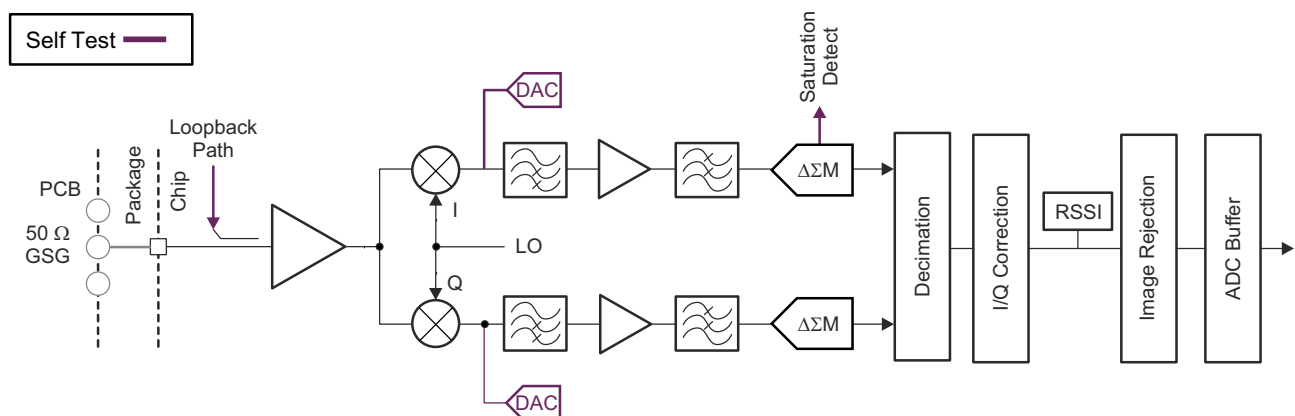 Self Test
DAC
Saturation
Detect
Loopback
Path
PCB
Package
Chip
50 Ω
GSG
I
LO
Q
ΔΣM
ΔΣM
DAC
Decimation
I/Q Correction
RSSI
Image Rejection
ADC Buffer